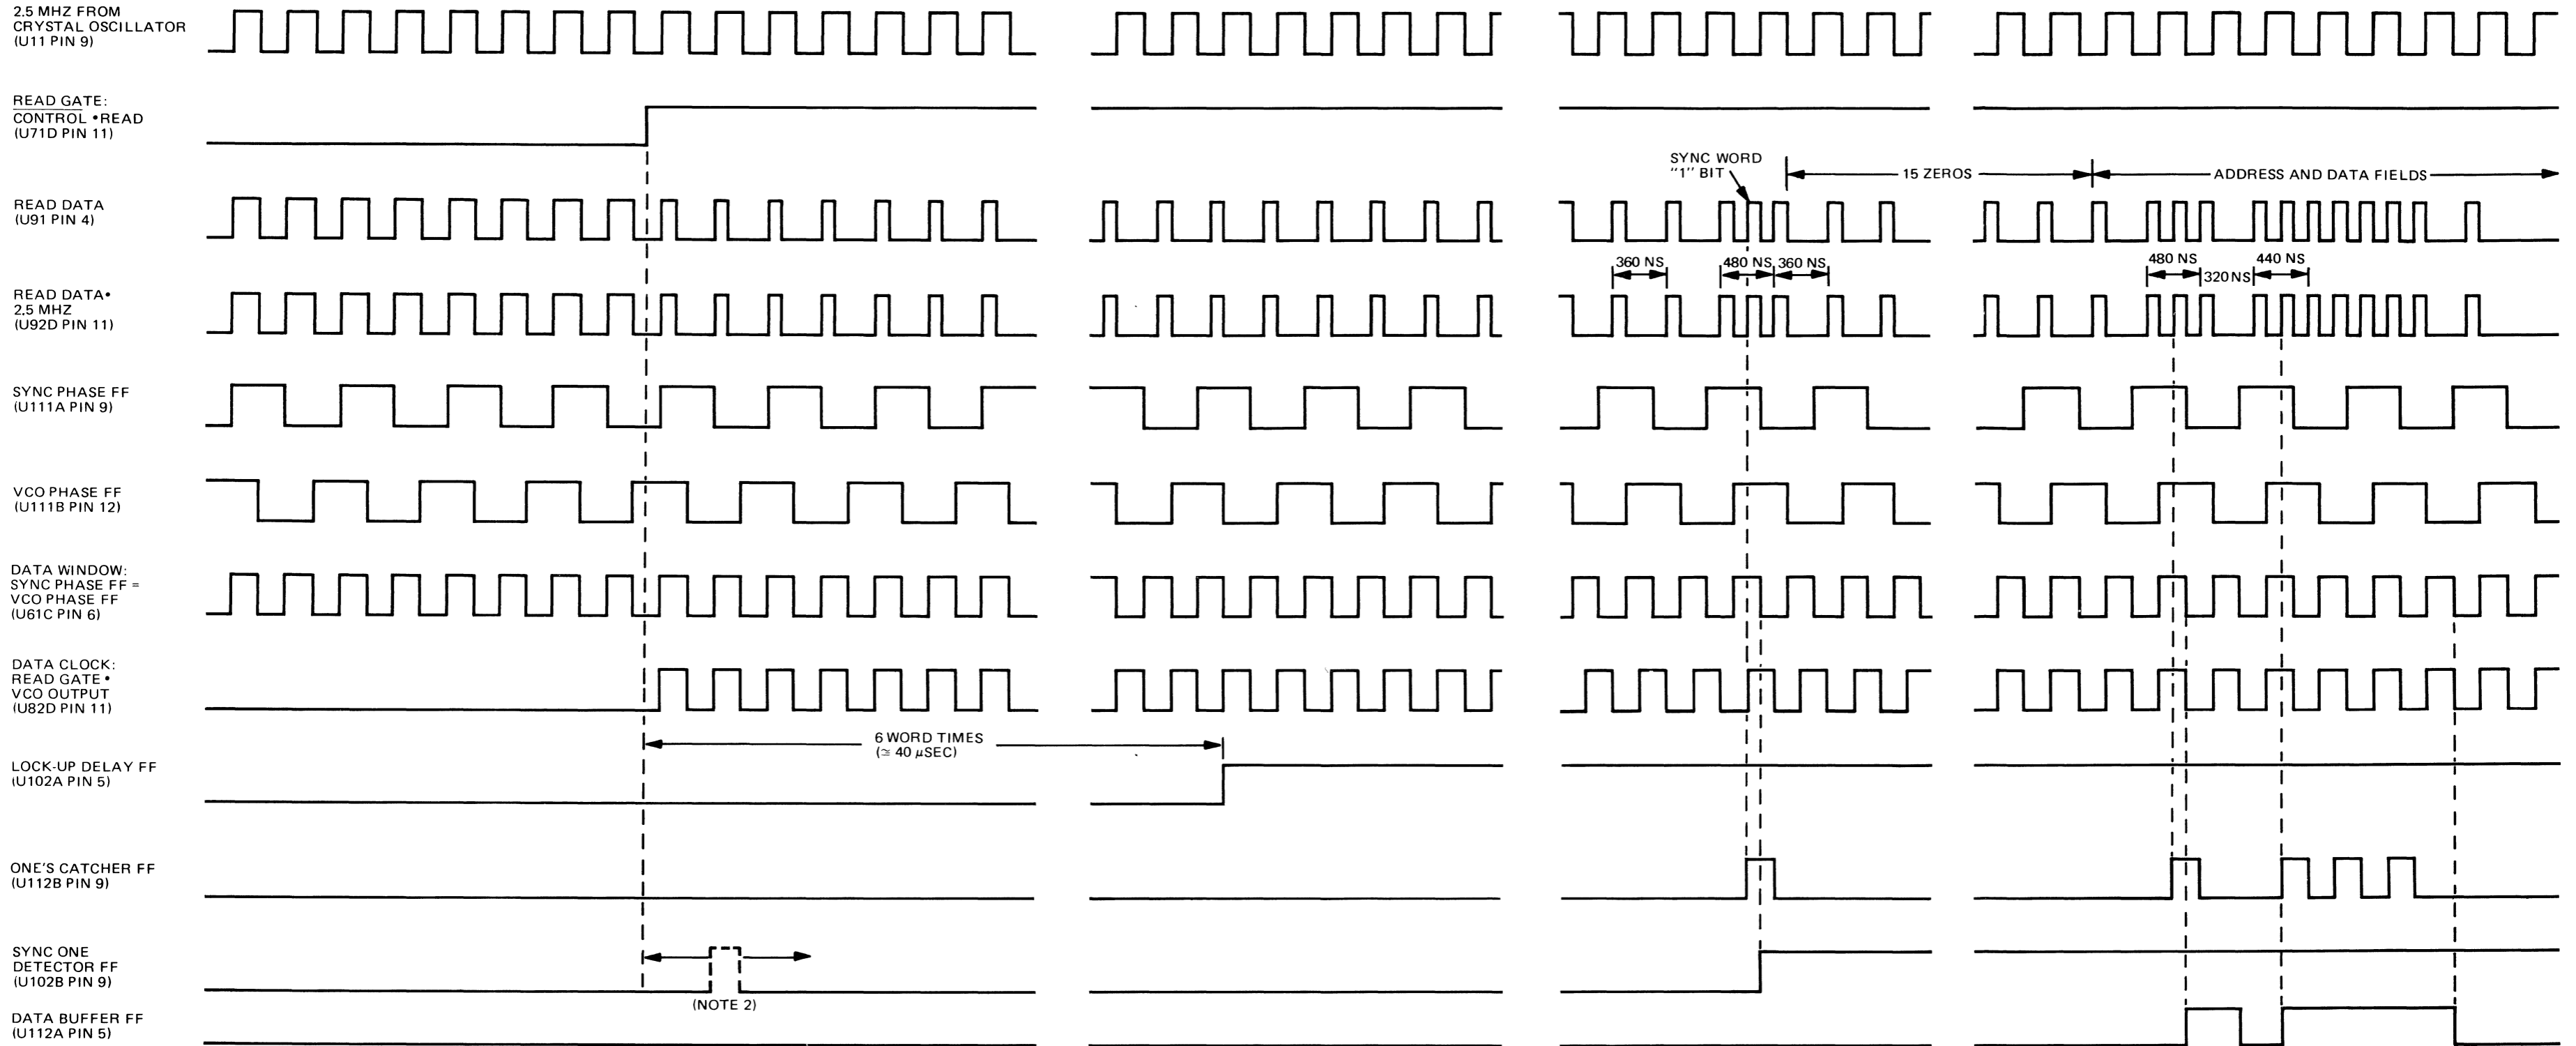 2.5 MHZ FROM
CRYSTAL OSCILLATOR
(U11 PIN 9)
READ GATE:
CONTROL •READ
(U71D PIN 11)
SYNC WORD
"1" BIT
15 ZEROS
ADDRESS AND DATA FIELDS
READ DATA
(U91 PIN 4)
360 NS
480 NS
360 NS
480 NS
320 NS
440 NS
READ DATA•
2.5 MHZ
(U92D PIN 11)
SYNC PHASE FF
(U111A PIN 9)
VCO PHASE FF
(U111B PIN 12)
DATA WINDOW:
SYNC PHASE FF =
VCO PHASE FF
(U61C PIN 6)
DATA CLOCK:
READ GATE •
VCO OUTPUT
(U82D PIN 11)
6 WORD TIMES
(≅ 40 µSEC)
LOCK-UP DELAY FF
(U102A PIN 5)
ONE'S CATCHER FF
(U112B PIN 9)
SYNC ONE
DETECTOR FF
(U102B PIN 9)
(NOTE 2)
DATA BUFFER FF
(U112A PIN 5)